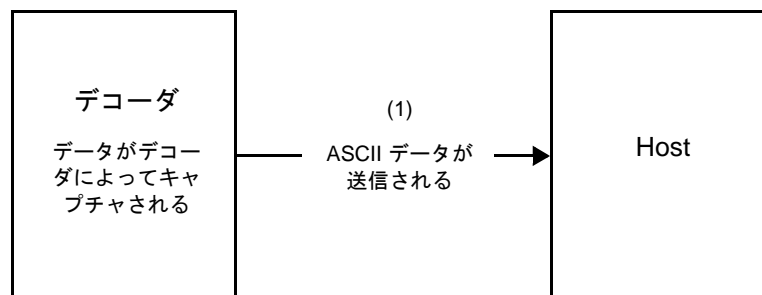 デコーダ
データがデコー
ダによってキャ
プチャされる
(1)
ASCII データが
送信される
Host